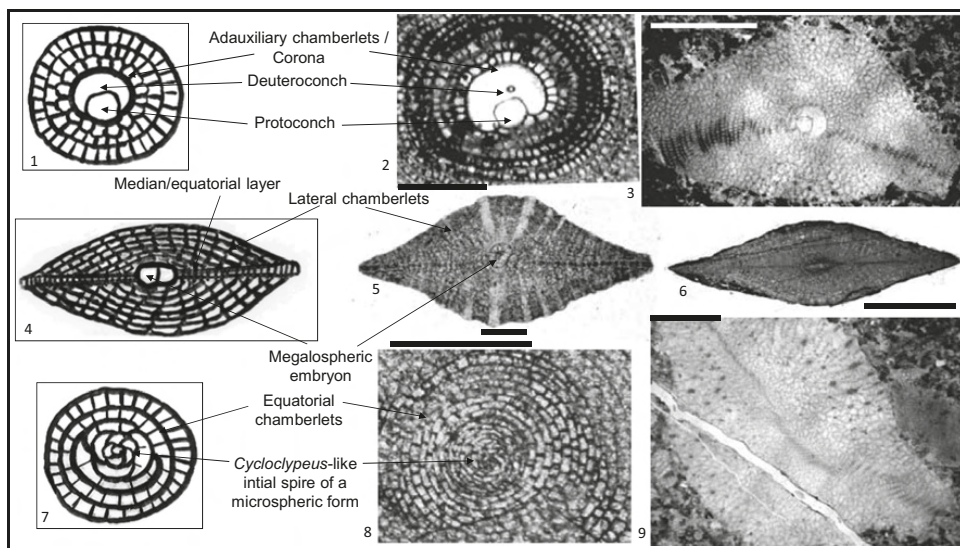 Adauxiliary chamberlets /
Corona
Deuteroconch
Protoconch
1
2
3
Median/equatorial layer
Lateral chamberlets
4
5
6
Megalospheric
embryon
Equatorial
chamberlets
Cycloclypeus-like
intial spire of a
microspheric form
7
8
9